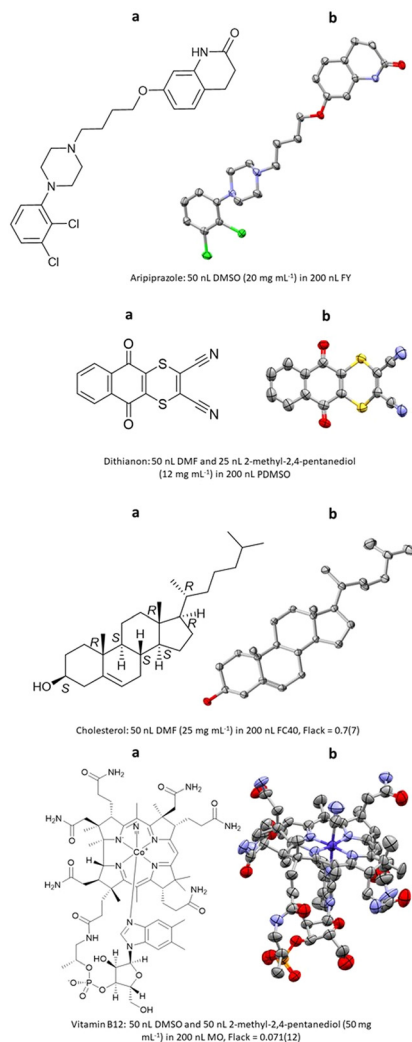 a b
HN
O
O
N
N
Cl
Cl
Aripiprazole: 50 nL DMSO (20 mg mL⁻¹) in 200 nL FY
a b
O
S
N
S
N
O
Dithianon: 50 nL DMF and 25 nL 2-methyl-2,4-pentanediol
(12 mg mL⁻¹) in 200 nL PDMSO
a b
R
R
H
R
R
S
H
S
S
H
H
HO
S
Cholesterol: 50 nL DMF (25 mg mL⁻¹) in 200 nL FC40, Flack = 0.7(7)
a b
O
NH₂
O
NH₂
O
H₂N
NH₂
O
N
N
N
Co⁺
H
N
N
H₂N
O
NH₂
O
O
NH
N
N
O
HO
O
P
O⁻
O
O
OH
Vitamin B12: 50 nL DMSO and 50 nL 2-methyl-2,4-pentanediol (50 mg
mL⁻¹) in 200 nL MO, Flack = 0.071(12)